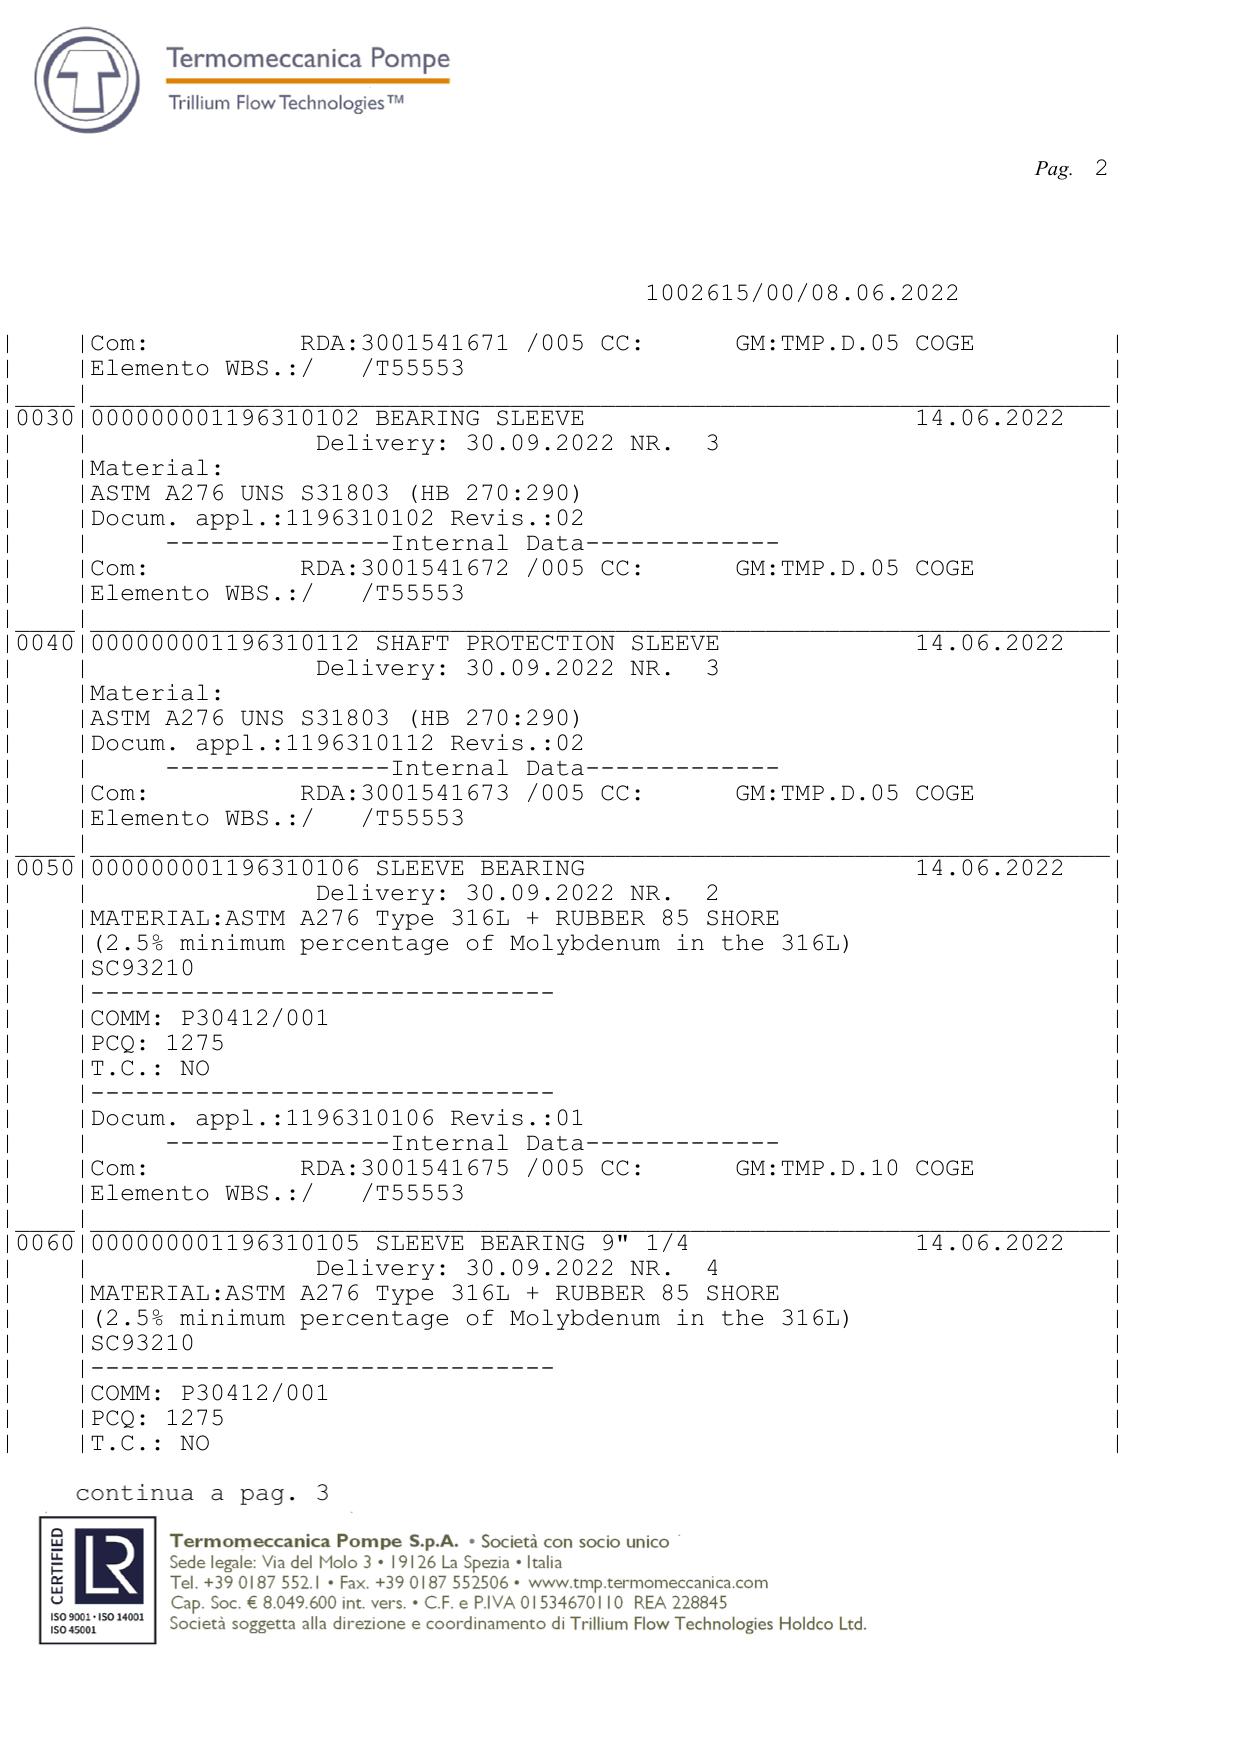 Termomeccanica Pompe
Trillium Flow Technologies™
Pag. 2
1002615/00/08.06.2022
| |Com: RDA:3001541671 /005 CC: GM:TMP.D.05 COGE |
| |Elemento WBS.:/ /T55553 |
|____|____________________________________________________________________|
|0030|000000001196310102 BEARING SLEEVE 14.06.2022 |
| | Delivery: 30.09.2022 NR. 3 |
| |Material: |
| |ASTM A276 UNS S31803 (HB 270:290) |
| |Docum. appl.:1196310102 Revis.:02 |
| | ---------------Internal Data------------- |
| |Com: RDA:3001541672 /005 CC: GM:TMP.D.05 COGE |
| |Elemento WBS.:/ /T55553 |
|____|____________________________________________________________________|
|0040|000000001196310112 SHAFT PROTECTION SLEEVE 14.06.2022 |
| | Delivery: 30.09.2022 NR. 3 |
| |Material: |
| |ASTM A276 UNS S31803 (HB 270:290) |
| |Docum. appl.:1196310112 Revis.:02 |
| | ---------------Internal Data------------- |
| |Com: RDA:3001541673 /005 CC: GM:TMP.D.05 COGE |
| |Elemento WBS.:/ /T55553 |
|____|____________________________________________________________________|
|0050|000000001196310106 SLEEVE BEARING 14.06.2022 |
| | Delivery: 30.09.2022 NR. 2 |
| |MATERIAL:ASTM A276 Type 316L + RUBBER 85 SHORE |
| |(2.5% minimum percentage of Molybdenum in the 316L) |
| |SC93210 |
| |------------------------------- |
| |COMM: P30412/001 |
| |PCQ: 1275 |
| |T.C.: NO |
| |------------------------------- |
| |Docum. appl.:1196310106 Revis.:01 |
| | ---------------Internal Data------------- |
| |Com: RDA:3001541675 /005 CC: GM:TMP.D.10 COGE |
| |Elemento WBS.:/ /T55553 |
|____|____________________________________________________________________|
|0060|000000001196310105 SLEEVE BEARING 9" 1/4 14.06.2022 |
| | Delivery: 30.09.2022 NR. 4 |
| |MATERIAL:ASTM A276 Type 316L + RUBBER 85 SHORE |
| |(2.5% minimum percentage of Molybdenum in the 316L) |
| |SC93210 |
| |------------------------------- |
| |COMM: P30412/001 |
| |PCQ: 1275 |
| |T.C.: NO |
continua a pag. 3
CERTIFIED
LR
ISO 9001 • ISO 14001
ISO 45001
Termomeccanica Pompe S.p.A. • Società con socio unico
Sede legale: Via del Molo 3 • 19126 La Spezia • Italia
Tel. +39 0187 552.1 • Fax. +39 0187 552506 • www.tmp.termomeccanica.com
Cap. Soc. € 8.049.600 int. vers. • C.F. e P.IVA 01534670110 REA 228845
Società soggetta alla direzione e coordinamento di Trillium Flow Technologies Holdco Ltd.